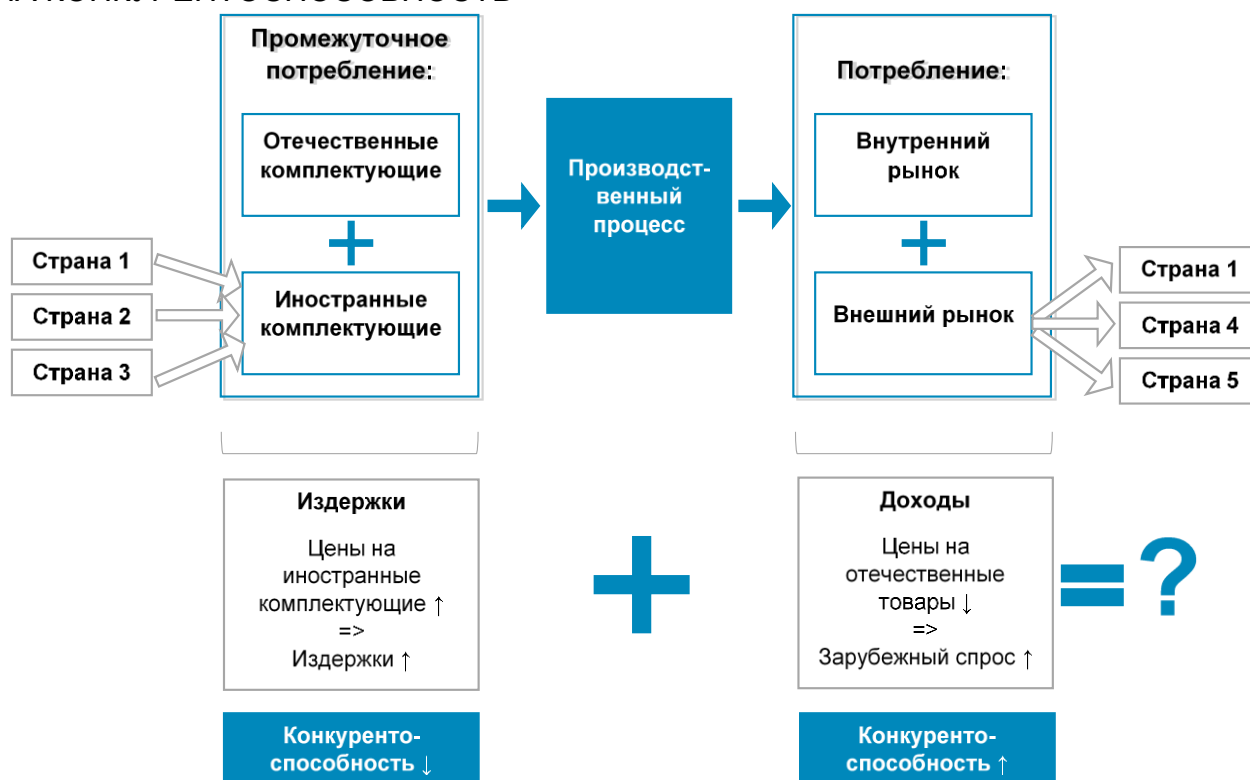 Промежуточное
потребление:
Отечественные
комплектующие
+
Иностранные
комплектующие
Страна 1
Страна 2
Страна 3
Производст-
венный
процесс
Потребление:
Внутренний
рынок
+
Внешний рынок
Страна 1
Страна 4
Страна 5
Издержки
Цены на
иностранные
комплектующие ↑
=>
Издержки ↑
+
Доходы
Цены на
отечественные
товары ↓
=>
Зарубежный спрос ↑
= ?
Конкуренто-
способность ↓
Конкуренто-
способность ↑